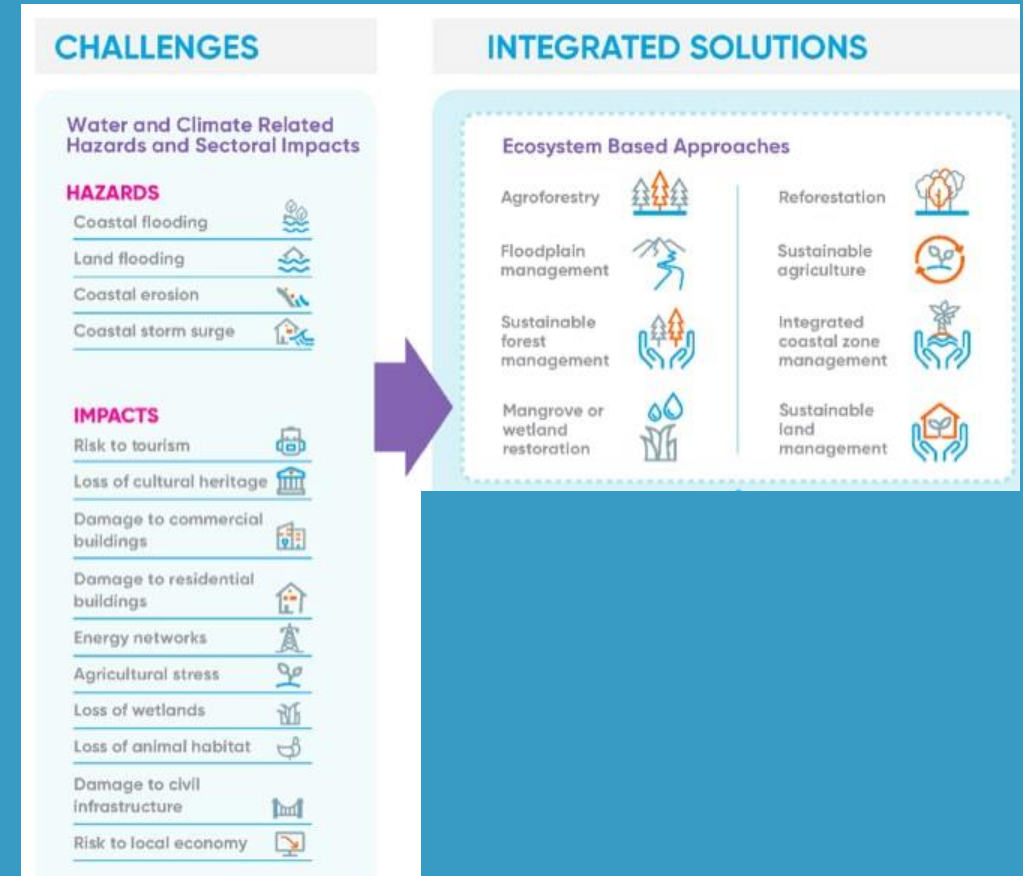 CHALLENGES
Water and Climate Related
Hazards and Sectoral Impacts
HAZARDS
Coastal flooding
Land flooding
Coastal erosion
Coastal storm surge
IMPACTS
Risk to tourism
Loss of cultural heritage
Damage to commercial
buildings
Damage to residential
buildings
Energy networks
Agricultural stress
Loss of wetlands
Loss of animal habitat
Damage to civil
infrastructure
Risk to local economy
INTEGRATED SOLUTIONS
Ecosystem Based Approaches
Agroforestry
Floodplain
management
Sustainable
forest
management
Mangrove or
wetland
restoration
Reforestation
Sustainable
agriculture
Integrated
coastal zone
management
Sustainable
land
management